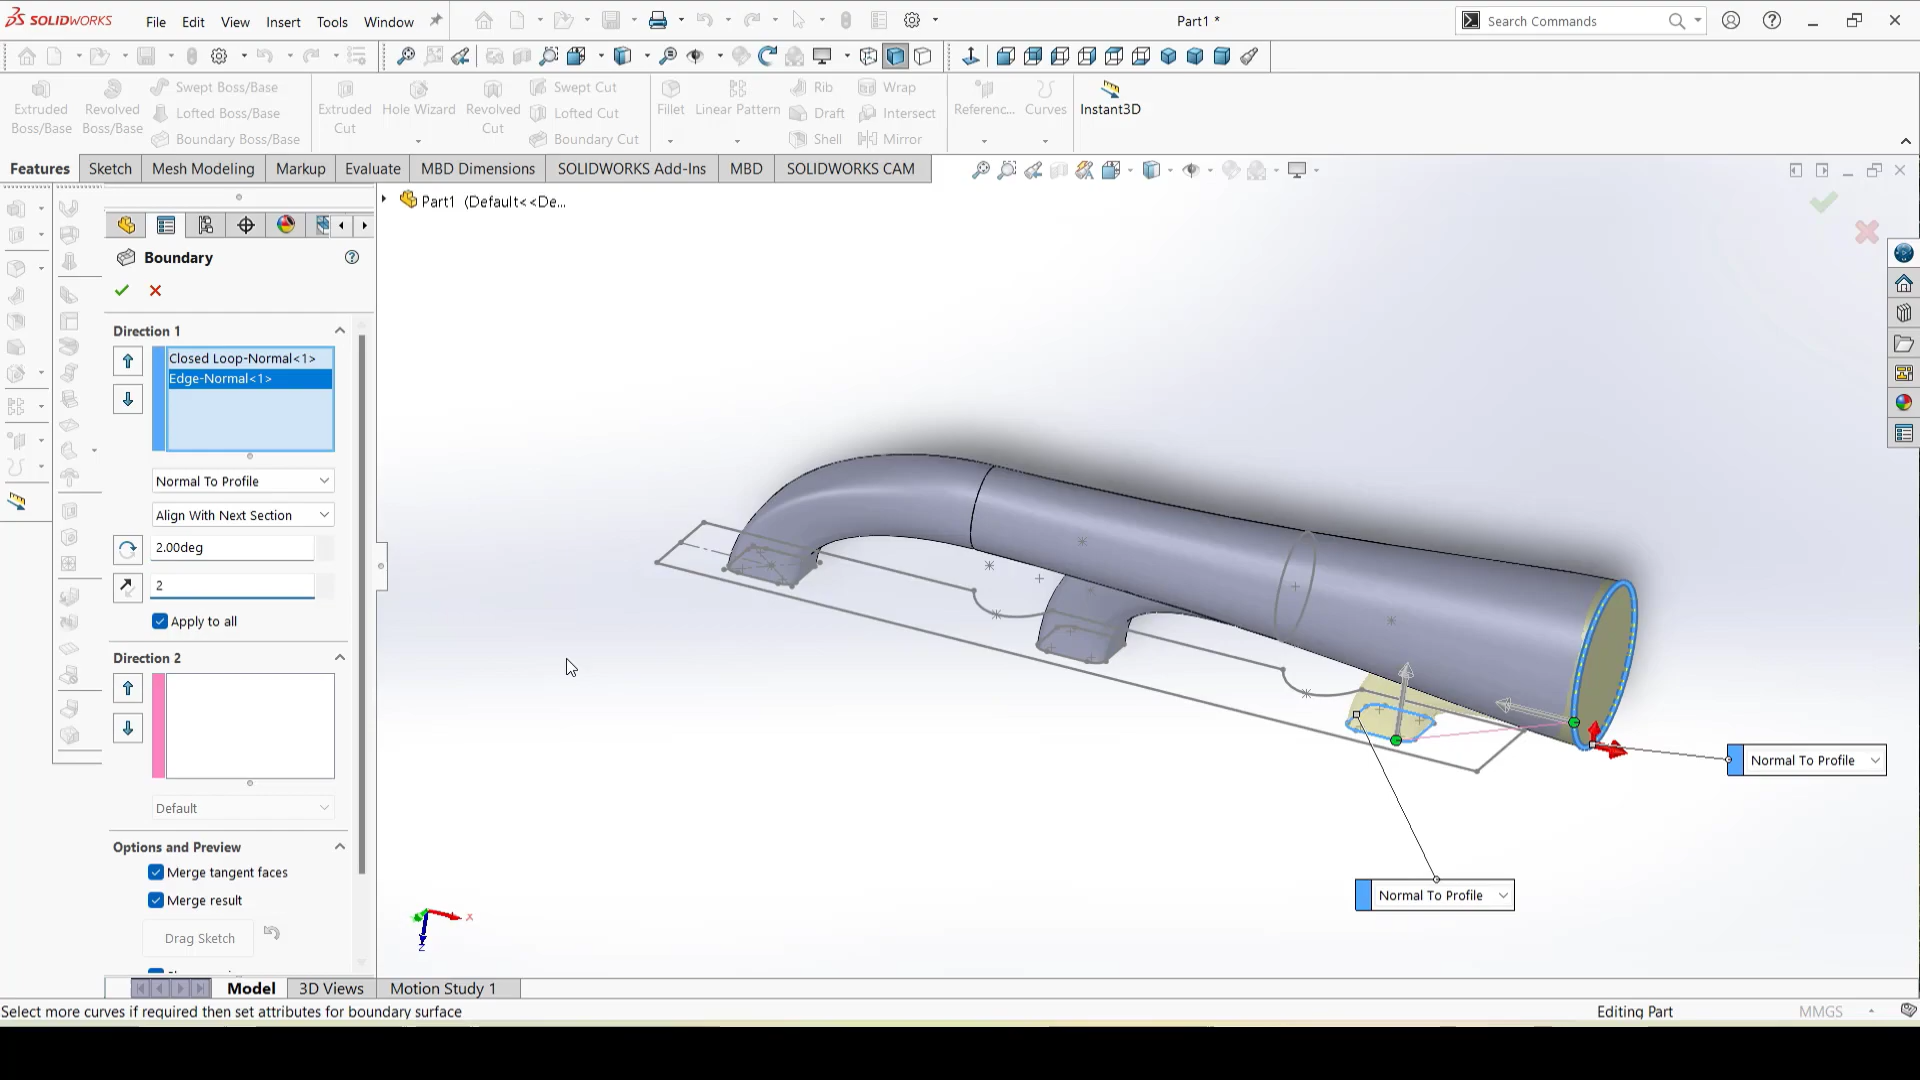 SOLIDWORKS
File Edit View Insert Tools Window
Part1 *
Search Commands
Extruded Boss/Base
Revolved Boss/Base
Swept Boss/Base
Lofted Boss/Base
Boundary Boss/Base
Extruded Cut
Hole Wizard
Revolved Cut
Swept Cut
Lofted Cut
Boundary Cut
Fillet
Linear Pattern
Rib
Draft
Shell
Wrap
Intersect
Mirror
Referenc...
Curves
Instant3D
Features Sketch Mesh Modeling Markup Evaluate MBD Dimensions SOLIDWORKS Add-Ins MBD SOLIDWORKS CAM
Part1 (Default<<De...
Boundary
Direction 1
Closed Loop-Normal<1>
Edge-Normal<1>
Normal To Profile
Align With Next Section
2.00deg
2
Apply to all
Direction 2
Default
Options and Preview
Merge tangent faces
Merge result
Drag Sketch
Normal To Profile
Normal To Profile
X
Z
Model 3D Views Motion Study 1
Select more curves if required then set attributes for boundary surface
Editing Part
MMGS